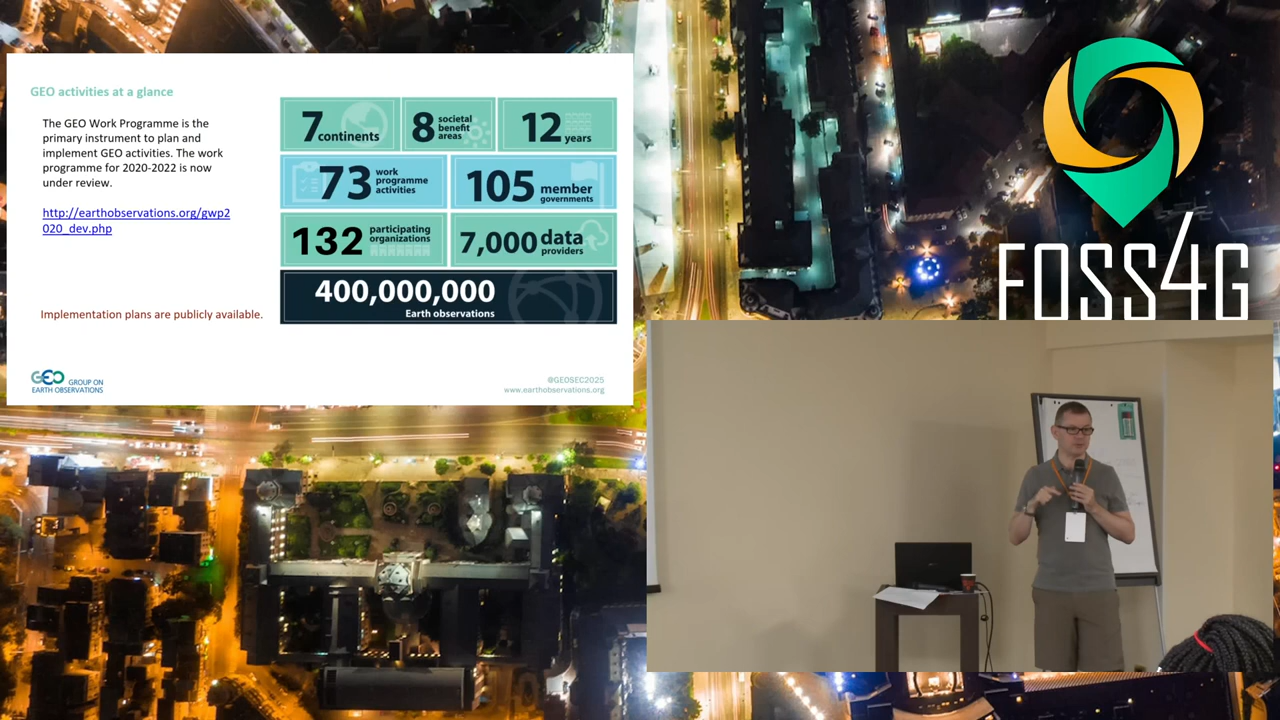 GEO activities at a glance
The GEO Work Programme is the
primary instrument to plan and
implement GEO activities. The work
programme for 2020-2022 is now
under review.
http://earthobservations.org/gwp2
020_dev.php
Implementation plans are publicly available.
7 continents
8 societal
benefit
areas
12 years
73 work
programme
activities
105 member
governments
132 participating
organizations
7,000 data
providers
400,000,000
Earth observations
GEO GROUP ON
EARTH OBSERVATIONS
@GEOSEC2025
www.earthobservations.org
FOSS4G